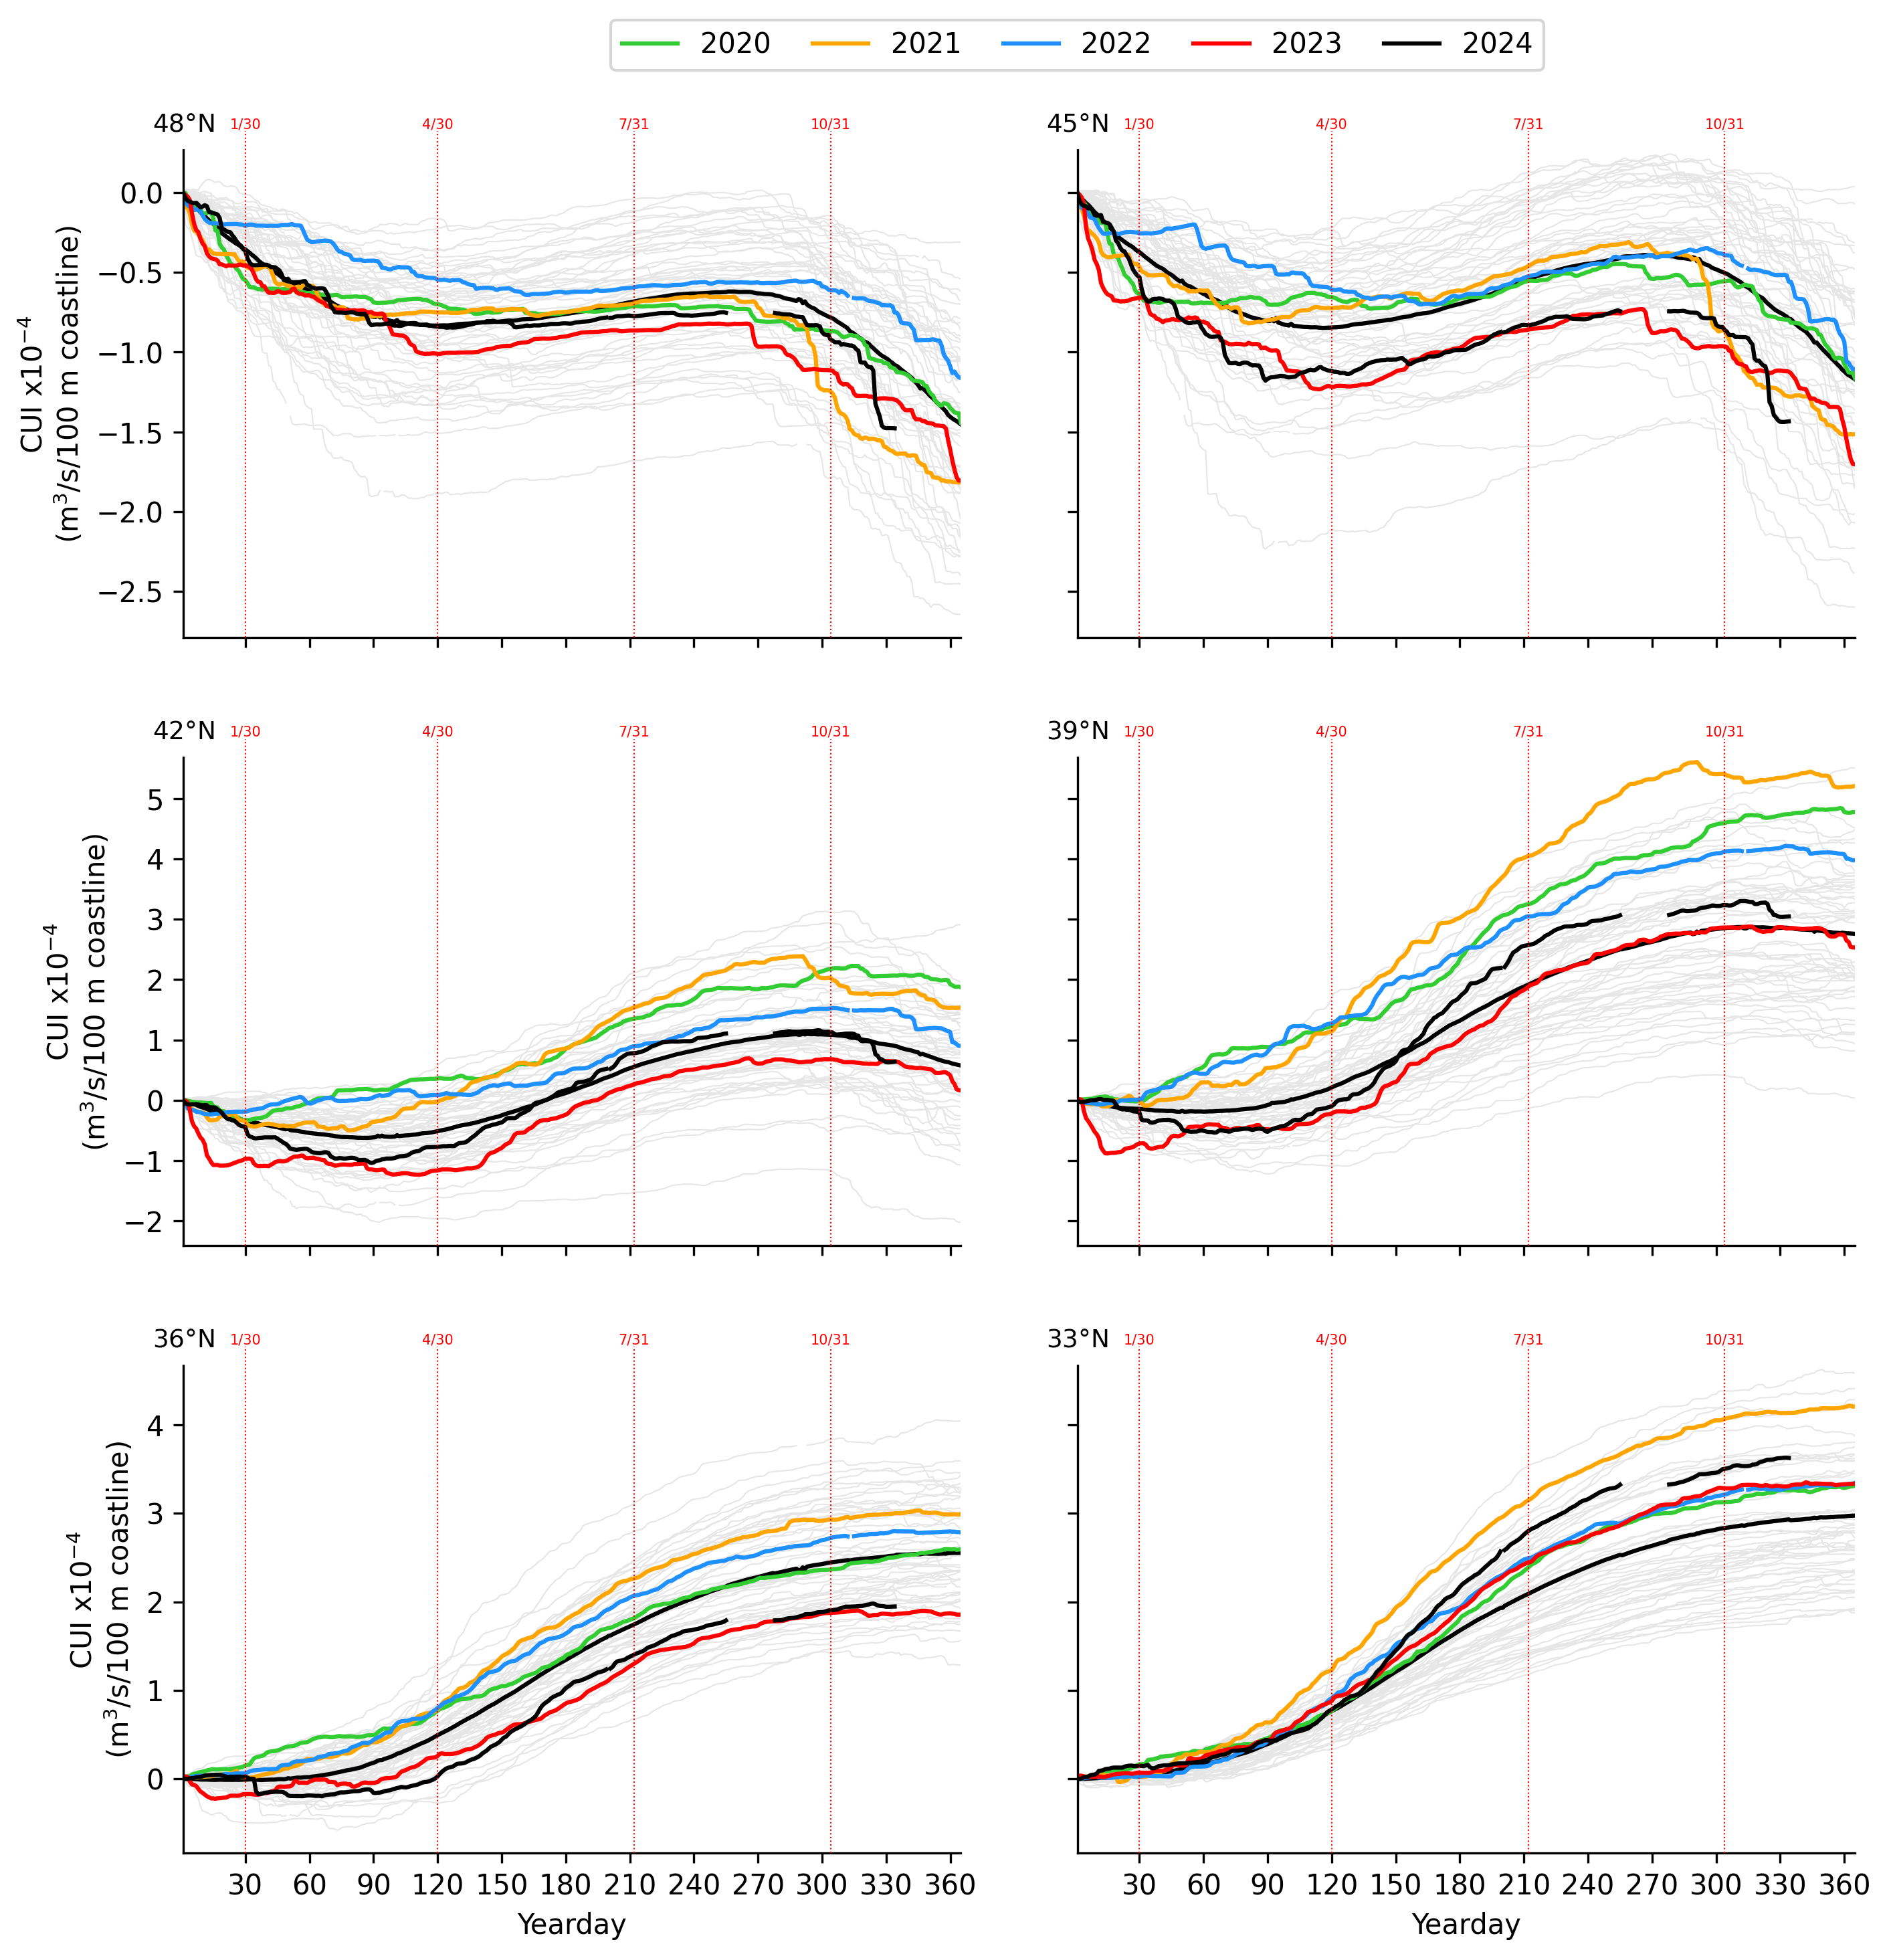 2020 2021 2022 2023 2024
48°N 1/30 4/30 7/31 10/31
45°N 1/30 4/30 7/31 10/31
0.0
−0.5
−1.0
−1.5
−2.0
−2.5
CUI x10⁻⁴
(m³/s/100 m coastline)
42°N 1/30 4/30 7/31 10/31
39°N 1/30 4/30 7/31 10/31
5
4
3
2
1
0
−1
−2
CUI x10⁻⁴
(m³/s/100 m coastline)
36°N 1/30 4/30 7/31 10/31
33°N 1/30 4/30 7/31 10/31
4
3
2
1
0
CUI x10⁻⁴
(m³/s/100 m coastline)
30 60 90 120 150 180 210 240 270 300 330 360
30 60 90 120 150 180 210 240 270 300 330 360
Yearday
Yearday